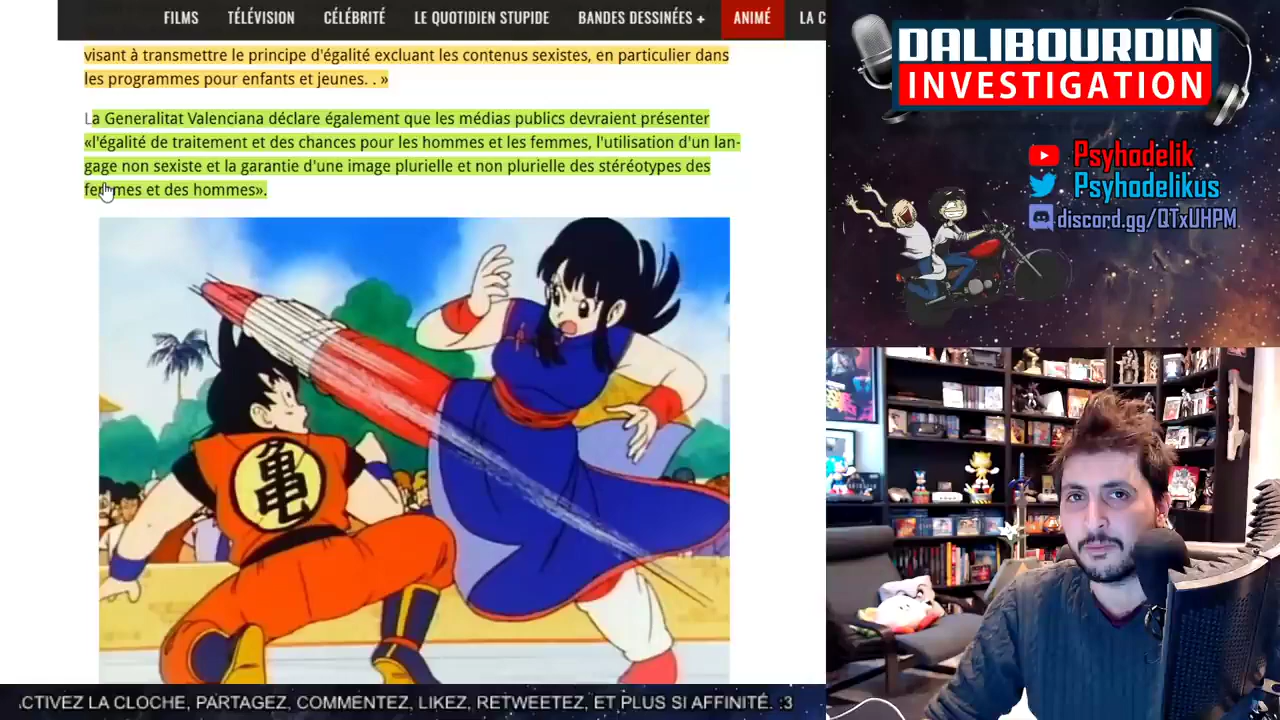 FILMS TÉLÉVISION CÉLÉBRITÉ LE QUOTIDIEN STUPIDE BANDES DESSINÉES + ANIMÉ LA C
visant à transmettre le principe d'égalité excluant les contenus sexistes, en particulier dans
les programmes pour enfants et jeunes. . »
La Generalitat Valenciana déclare également que les médias publics devraient présenter
«l'égalité de traitement et des chances pour les hommes et les femmes, l'utilisation d'un lan-
gage non sexiste et la garantie d'une image plurielle et non plurielle des stéréotypes des
femmes et des hommes».
亀
DALIBOURDIN
INVESTIGATION
Psyhodelik
Psyhodelikus
discord.gg/QTxUHPM
CTIVEZ LA CLOCHE, PARTAGEZ, COMMENTEZ, LIKEZ, RETWEETEZ, ET PLUS SI AFFINITÉ. :3